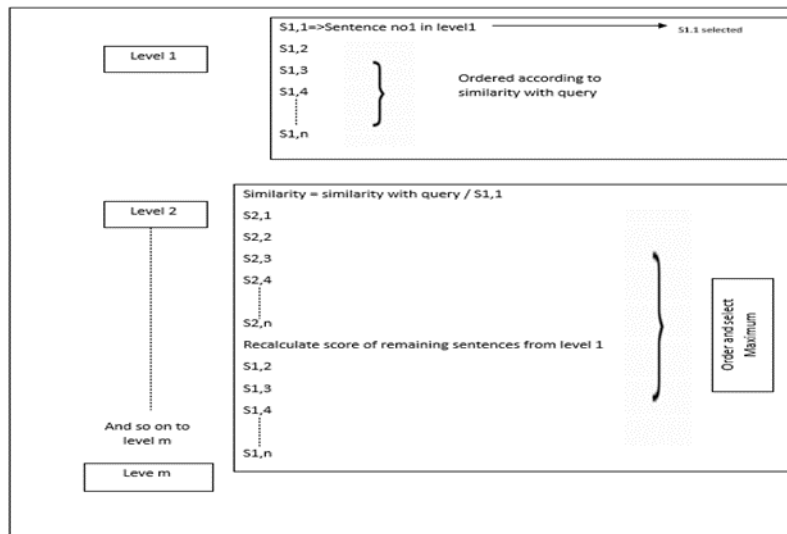 S1,1=>Sentence no1 in level1
S1.1 selected
Level 1
S1,2
S1,3
S1,4
S1,n
Ordered according to
similarity with query
Level 2
Similarity = similarity with query / S1,1
S2,1
S2,2
S2,3
S2,4
S2,n
Recalculate score of remaining sentences from level 1
S1,2
S1,3
S1,4
S1,n
Order and select
Maximum
And so on to
level m
Leve m